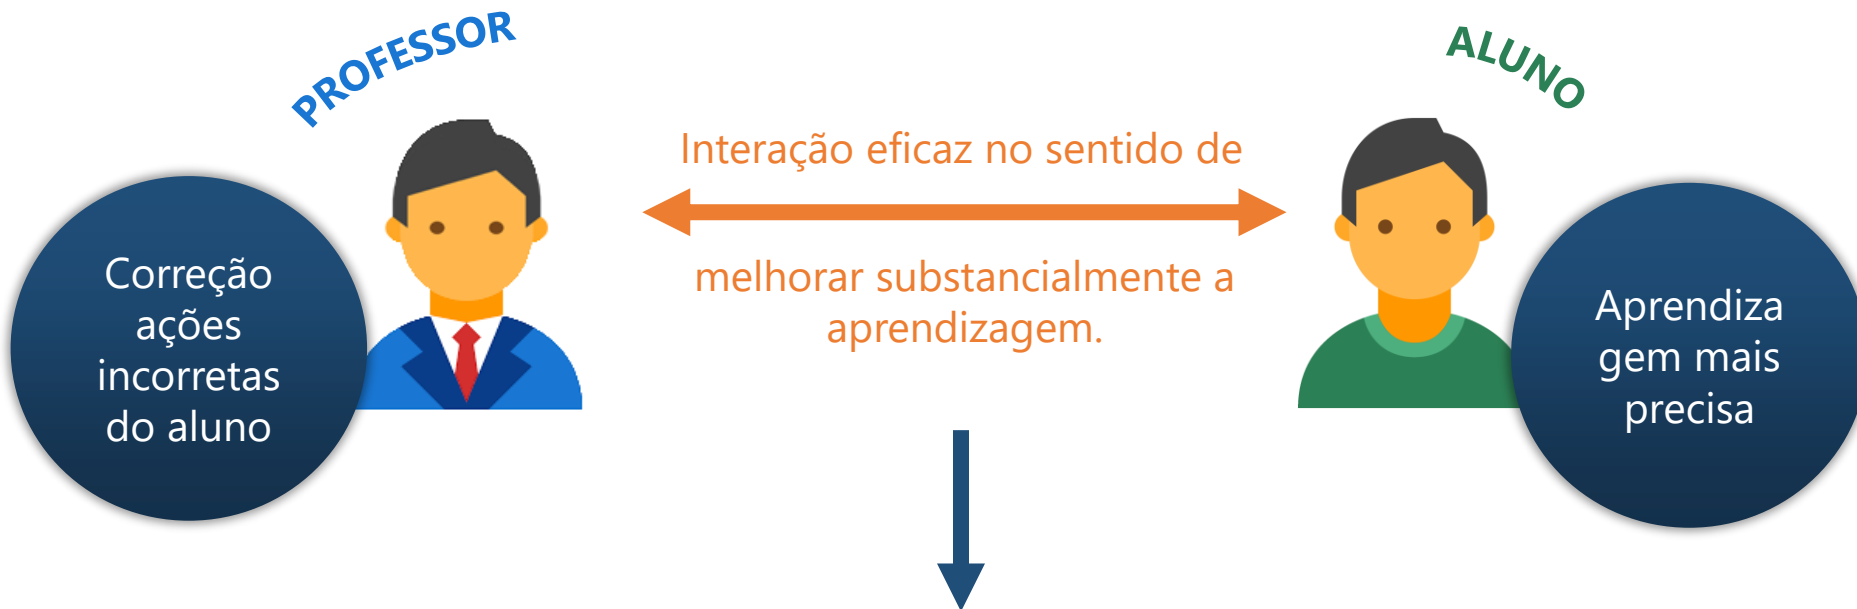 PROFESSOR
ALUNO
Interação eficaz no sentido de
melhorar substancialmente a
aprendizagem.
Correção
ações
incorretas
do aluno
Aprendiza
gem mais
precisa